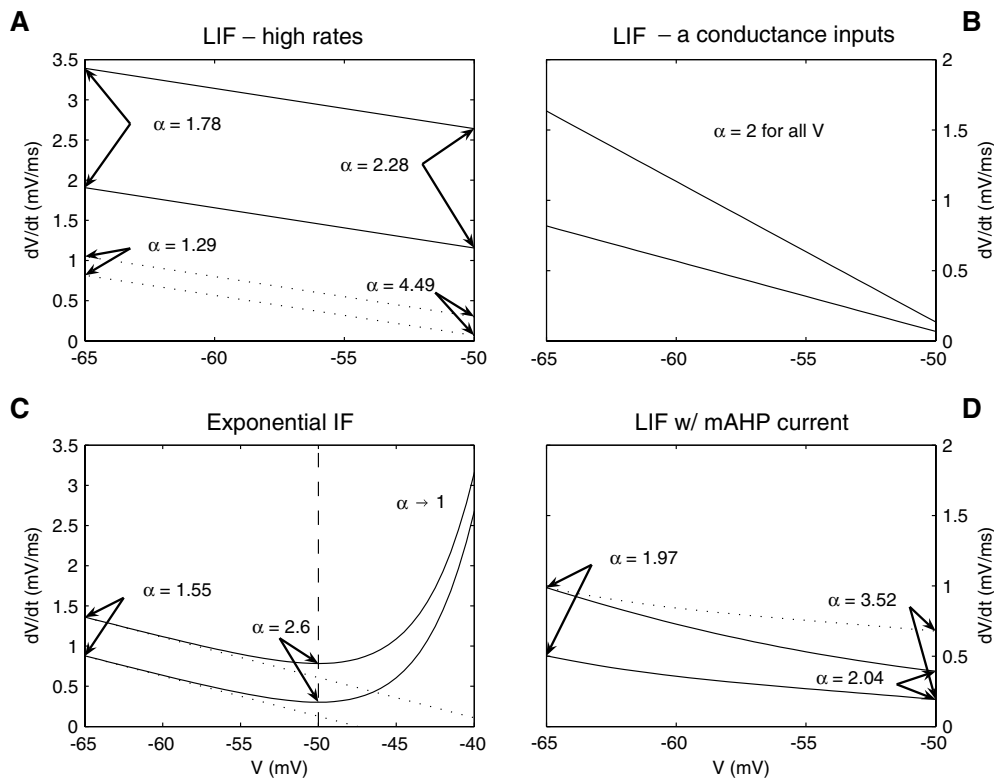 A
LIF – high rates
3.5
3
2.5
2
1.5
1
0.5
0
dV/dt (mV/ms)
α = 1.78
α = 2.28
α = 1.29
α = 4.49
-65
-60
-55
-50
B
LIF – a conductance inputs
2
1.5
1
0.5
0
dV/dt (mV/ms)
α = 2 for all V
-65
-60
-55
-50
C
Exponential IF
3.5
3
2.5
2
1.5
1
0.5
0
dV/dt (mV/ms)
α → 1
α = 1.55
α = 2.6
-65
-60
-55
-50
-45
-40
V (mV)
D
LIF w/ mAHP current
2
1.5
1
0.5
0
dV/dt (mV/ms)
α = 1.97
α = 3.52
α = 2.04
-65
-60
-55
-50
V (mV)